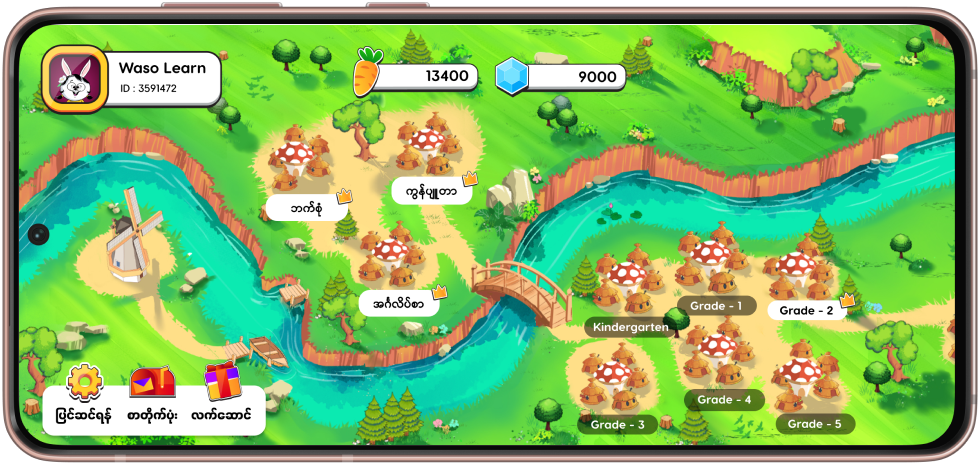 Waso Learn
ID : 3591472
13400
9000
ဘက်စုံ
ကွန်ပျူတာ
အင်္ဂလိပ်စာ
Kindergarten
Grade - 1
Grade - 2
Grade - 3
Grade - 4
Grade - 5
ပြင်ဆင်ရန်
စာတိုက်ပုံး
လက်ဆောင်